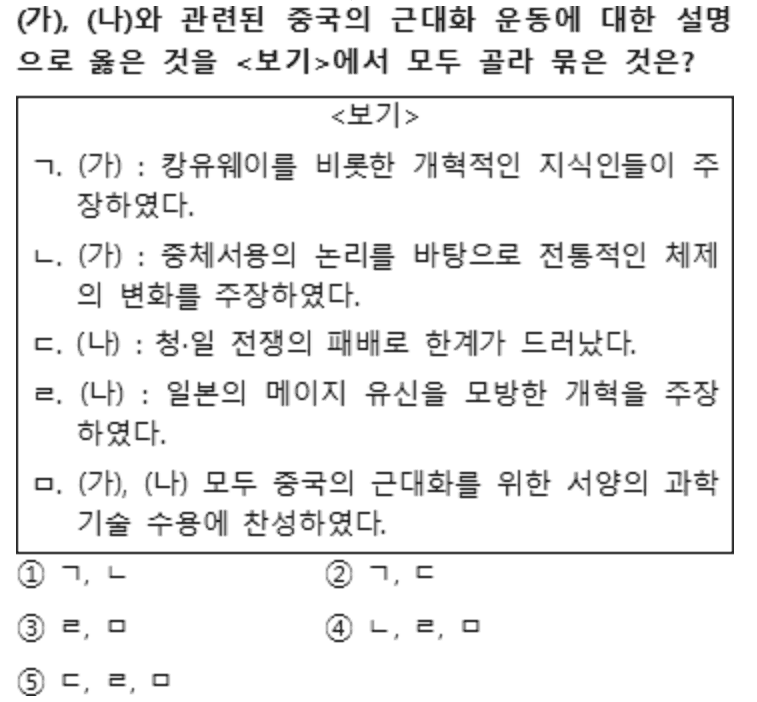 (가), (나)와 관련된 중국의 근대화 운동에 대한 설명
으로 옳은 것을 <보기>에서 모두 골라 묶은 것은?
<보기>
ㄱ. (가) : 캉유웨이를 비롯한 개혁적인 지식인들이 주
장하였다.
ㄴ. (가) : 중체서용의 논리를 바탕으로 전통적인 체제
의 변화를 주장하였다.
ㄷ. (나) : 청·일 전쟁의 패배로 한계가 드러났다.
ㄹ. (나) : 일본의 메이지 유신을 모방한 개혁을 주장
하였다.
ㅁ. (가), (나) 모두 중국의 근대화를 위한 서양의 과학
기술 수용에 찬성하였다.
① ㄱ, ㄴ ② ㄱ, ㄷ
③ ㄹ, ㅁ ④ ㄴ, ㄹ, ㅁ
⑤ ㄷ, ㄹ, ㅁ